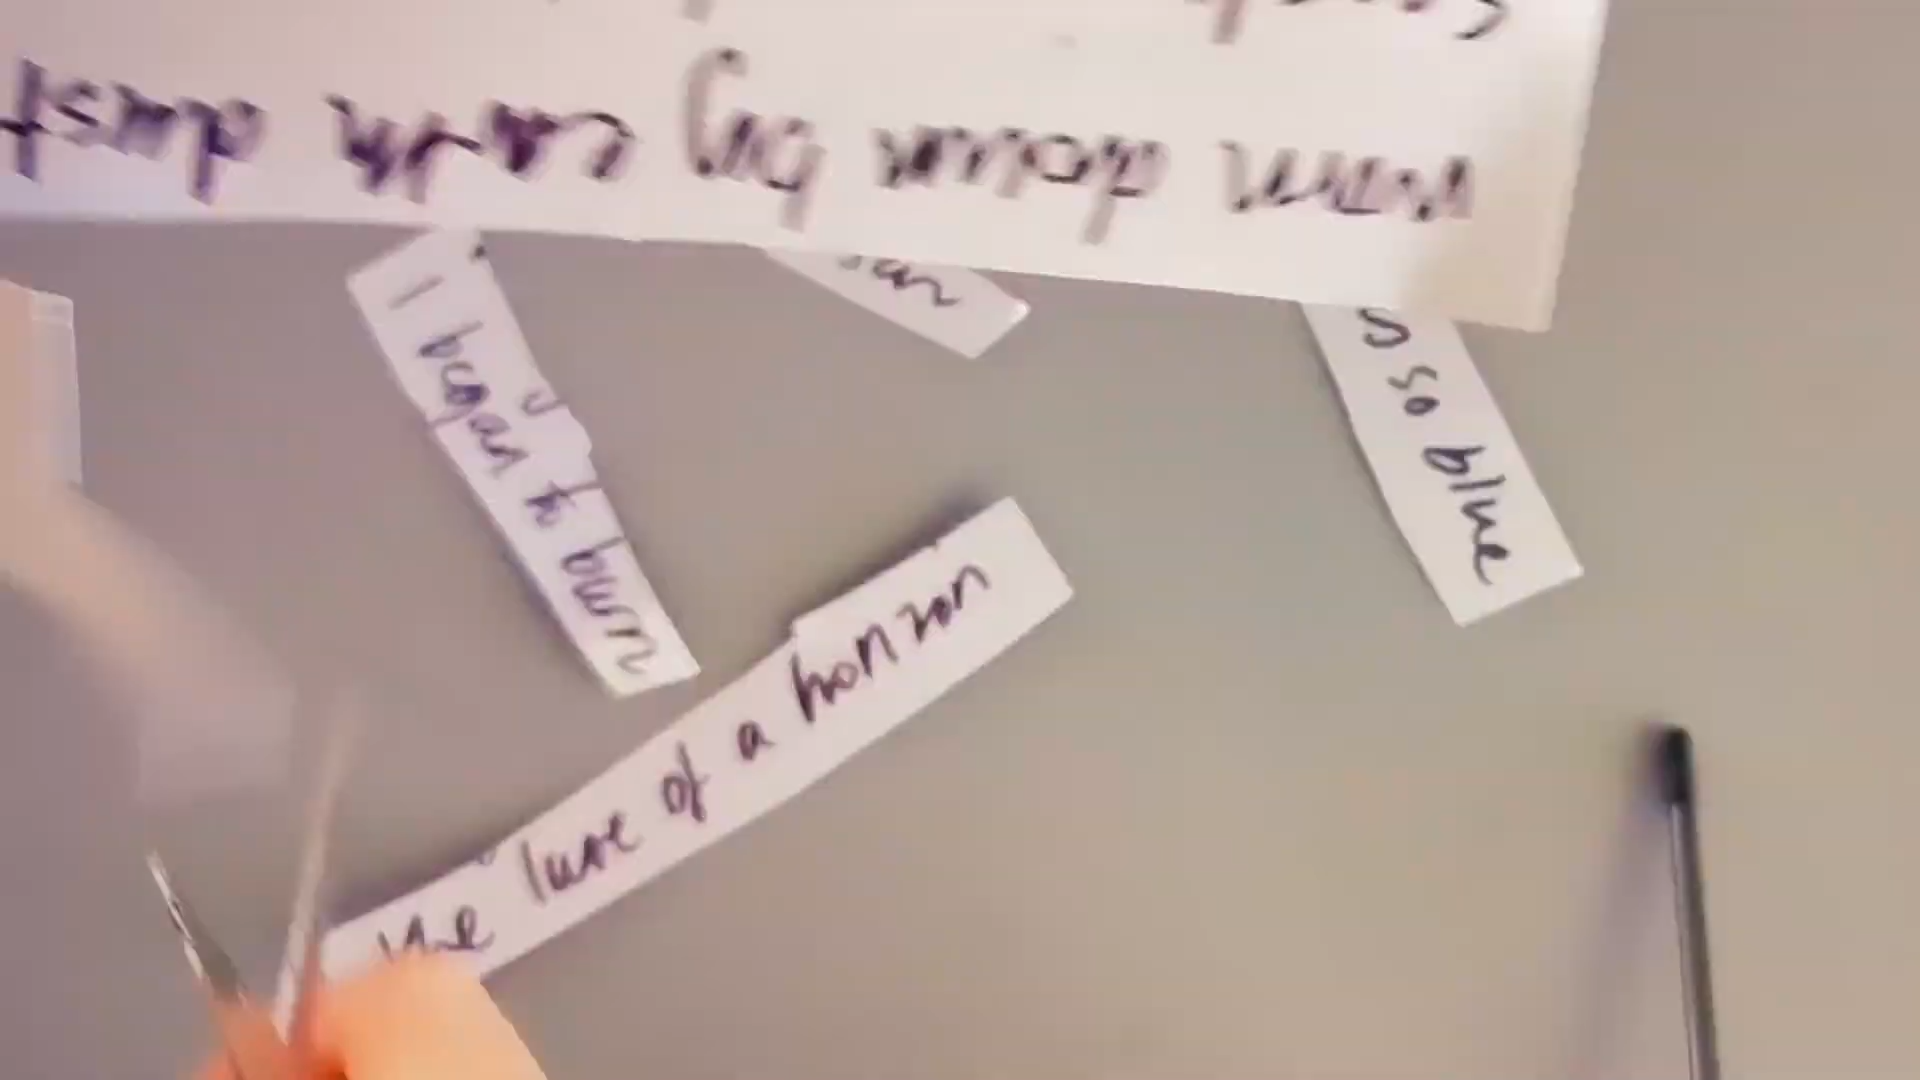 worn down by earth dust
I began to burn
so blue
the lure of a horizon